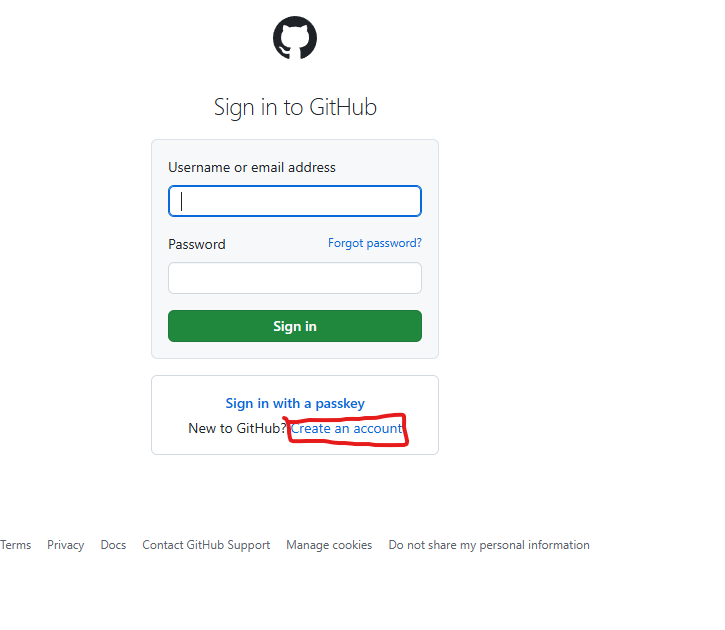 Sign in to GitHub
Username or email address
Password Forgot password?
Sign in
Sign in with a passkey
New to GitHub? Create an account
Terms Privacy Docs Contact GitHub Support Manage cookies Do not share my personal information